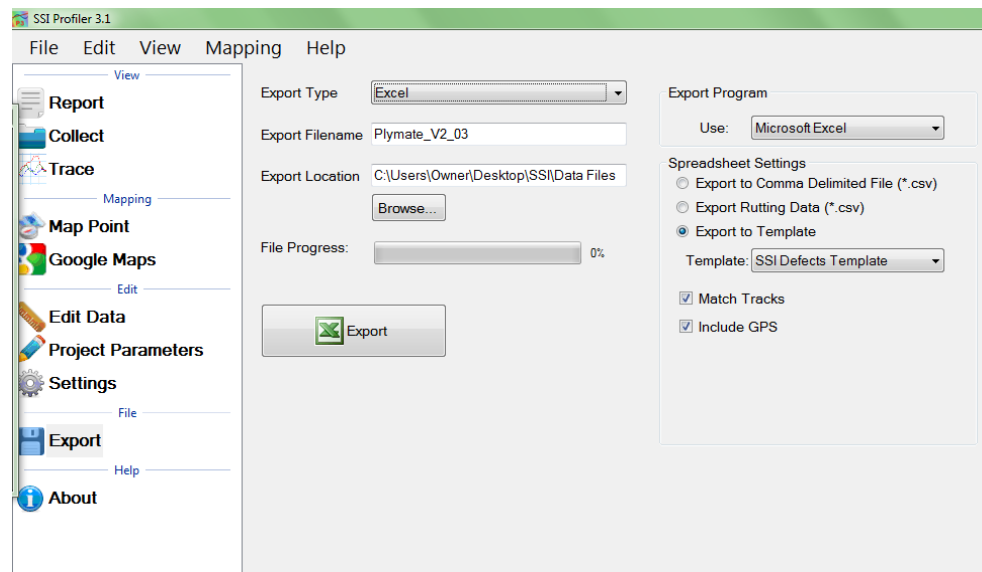 SSI Profiler 3.1
File Edit View Mapping Help
View
Report
Collect
Trace
Mapping
Map Point
Google Maps
Edit
Edit Data
Project Parameters
Settings
File
Export
Help
About
Export Type Excel
Export Filename Plymate_V2_03
Export Location C:\Users\Owner\Desktop\SSI\Data Files
Browse...
File Progress: 0%
Export
Export Program
Use: Microsoft Excel
Spreadsheet Settings
Export to Comma Delimited File (*.csv)
Export Rutting Data (*.csv)
Export to Template
Template: SSI Defects Template
Match Tracks
Include GPS